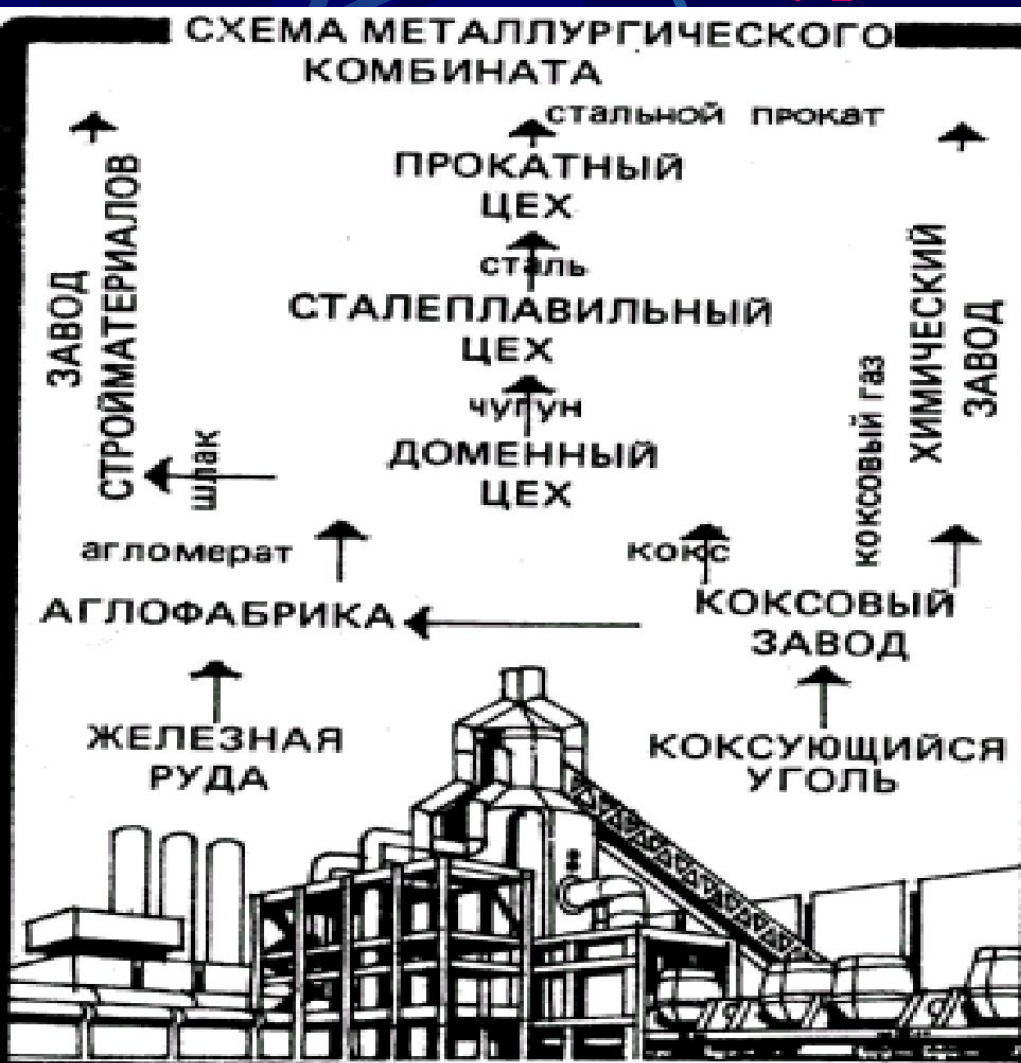 СХЕМА МЕТАЛЛУРГИЧЕСКОГО
КОМБИНАТА
стальной прокат
ПРОКАТНЫЙ
ЦЕХ
сталь
СТАЛЕПЛАВИЛЬНЫЙ
ЦЕХ
чугун
ДОМЕННЫЙ
ЦЕХ
ЗАВОД
СТРОЙМАТЕРИАЛОВ
шлак
коксовый газ
ХИМИЧЕСКИЙ
ЗАВОД
агломерат
кокс
АГЛОФАБРИКА
КОКСОВЫЙ
ЗАВОД
ЖЕЛЕЗНАЯ
РУДА
КОКСУЮЩИЙСЯ
УГОЛЬ